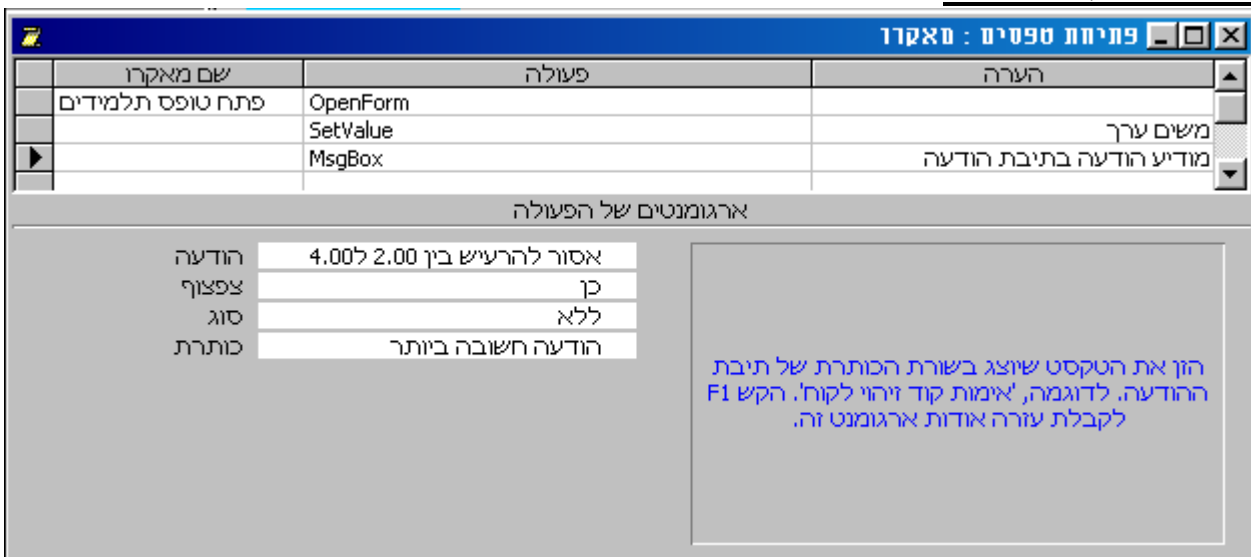 פתיחת טפסים : מאקרו
שם מאקרו פעולה הערה
פתח טופס תלמידים OpenForm
SetValue משים ערך
MsgBox מודיע הודעה בתיבת הודעה
ארגומנטים של הפעולה
הודעה אסור להרעיש בין 2.00 ל4.00
צפצוף כן
סוג ללא
כותרת הודעה חשובה ביותר
הזן את הטקסט שיוצג בשורת הכותרת של תיבת
ההודעה. לדוגמה, 'אימות קוד זיהוי לקוח'. הקש F1
לקבלת עזרה אודות ארגומנט זה.